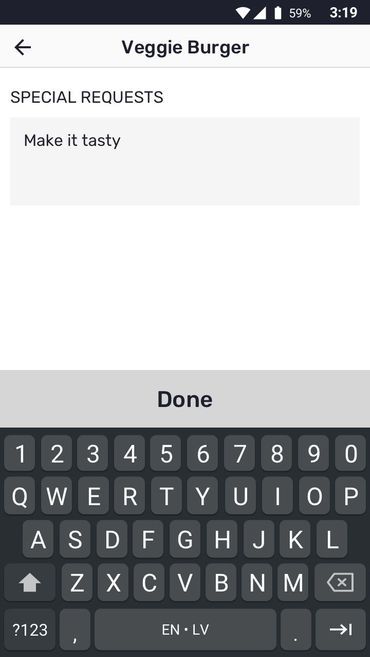 59% 3:19
Veggie Burger
SPECIAL REQUESTS
Make it tasty
Done
1 2 3 4 5 6 7 8 9 0
Q W E R T Y U I O P
A S D F G H J K L
Z X C V B N M
?123 , EN • LV .